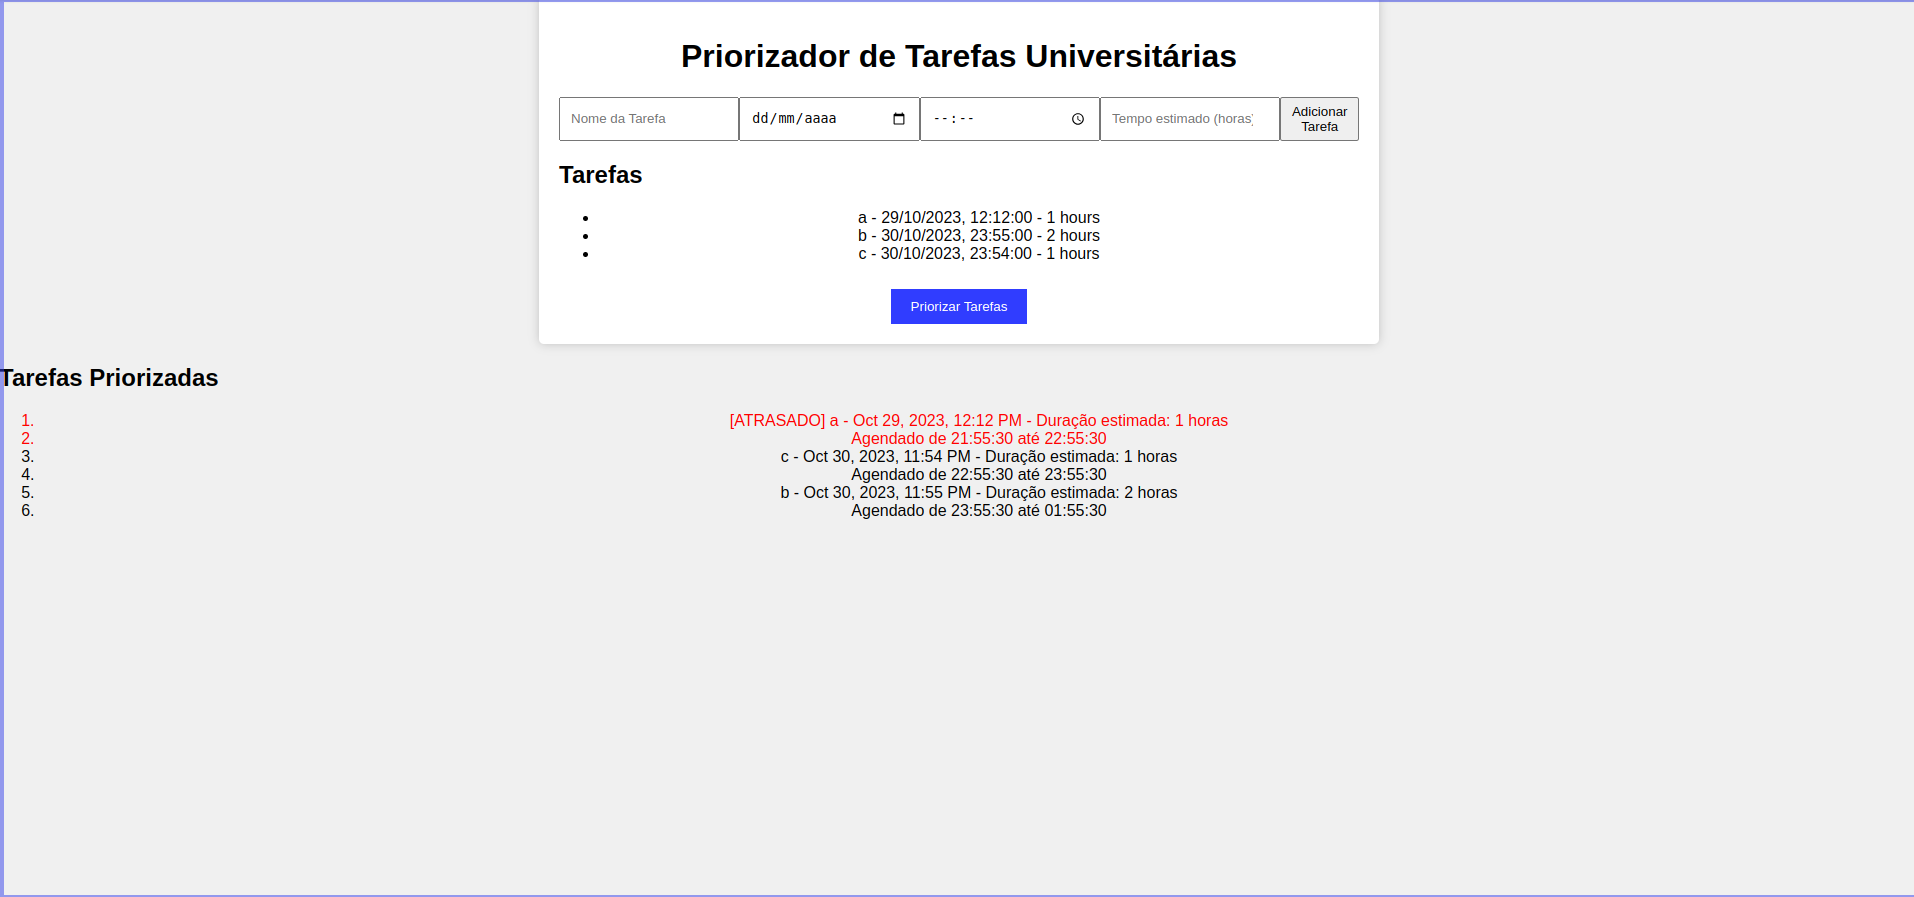 Priorizador de Tarefas Universitárias
Nome da Tarefa dd/mm/aaaa --:-- Tempo estimado (horas) Adicionar Tarefa
Tarefas
a - 29/10/2023, 12:12:00 - 1 hours
b - 30/10/2023, 23:55:00 - 2 hours
c - 30/10/2023, 23:54:00 - 1 hours
Priorizar Tarefas
Tarefas Priorizadas
1. [ATRASADO] a - Oct 29, 2023, 12:12 PM - Duração estimada: 1 horas
2. Agendado de 21:55:30 até 22:55:30
3. c - Oct 30, 2023, 11:54 PM - Duração estimada: 1 horas
4. Agendado de 22:55:30 até 23:55:30
5. b - Oct 30, 2023, 11:55 PM - Duração estimada: 2 horas
6. Agendado de 23:55:30 até 01:55:30